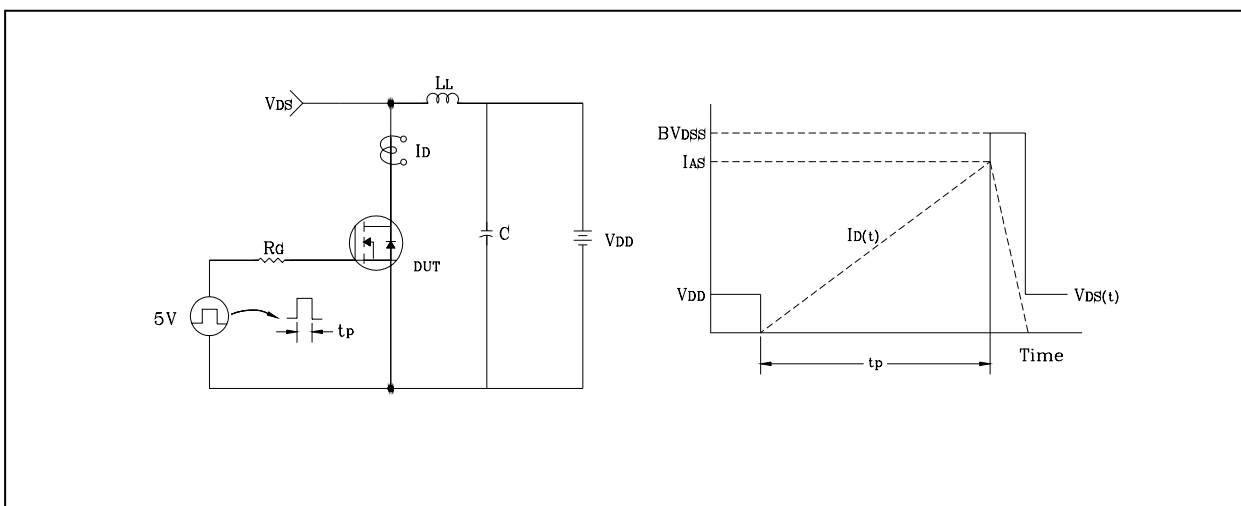 LL
VDS
ID
RG
DUT
C
VDD
5V
tp
BVDSS
IAS
ID(t)
VDD
VDS(t)
Time
tp